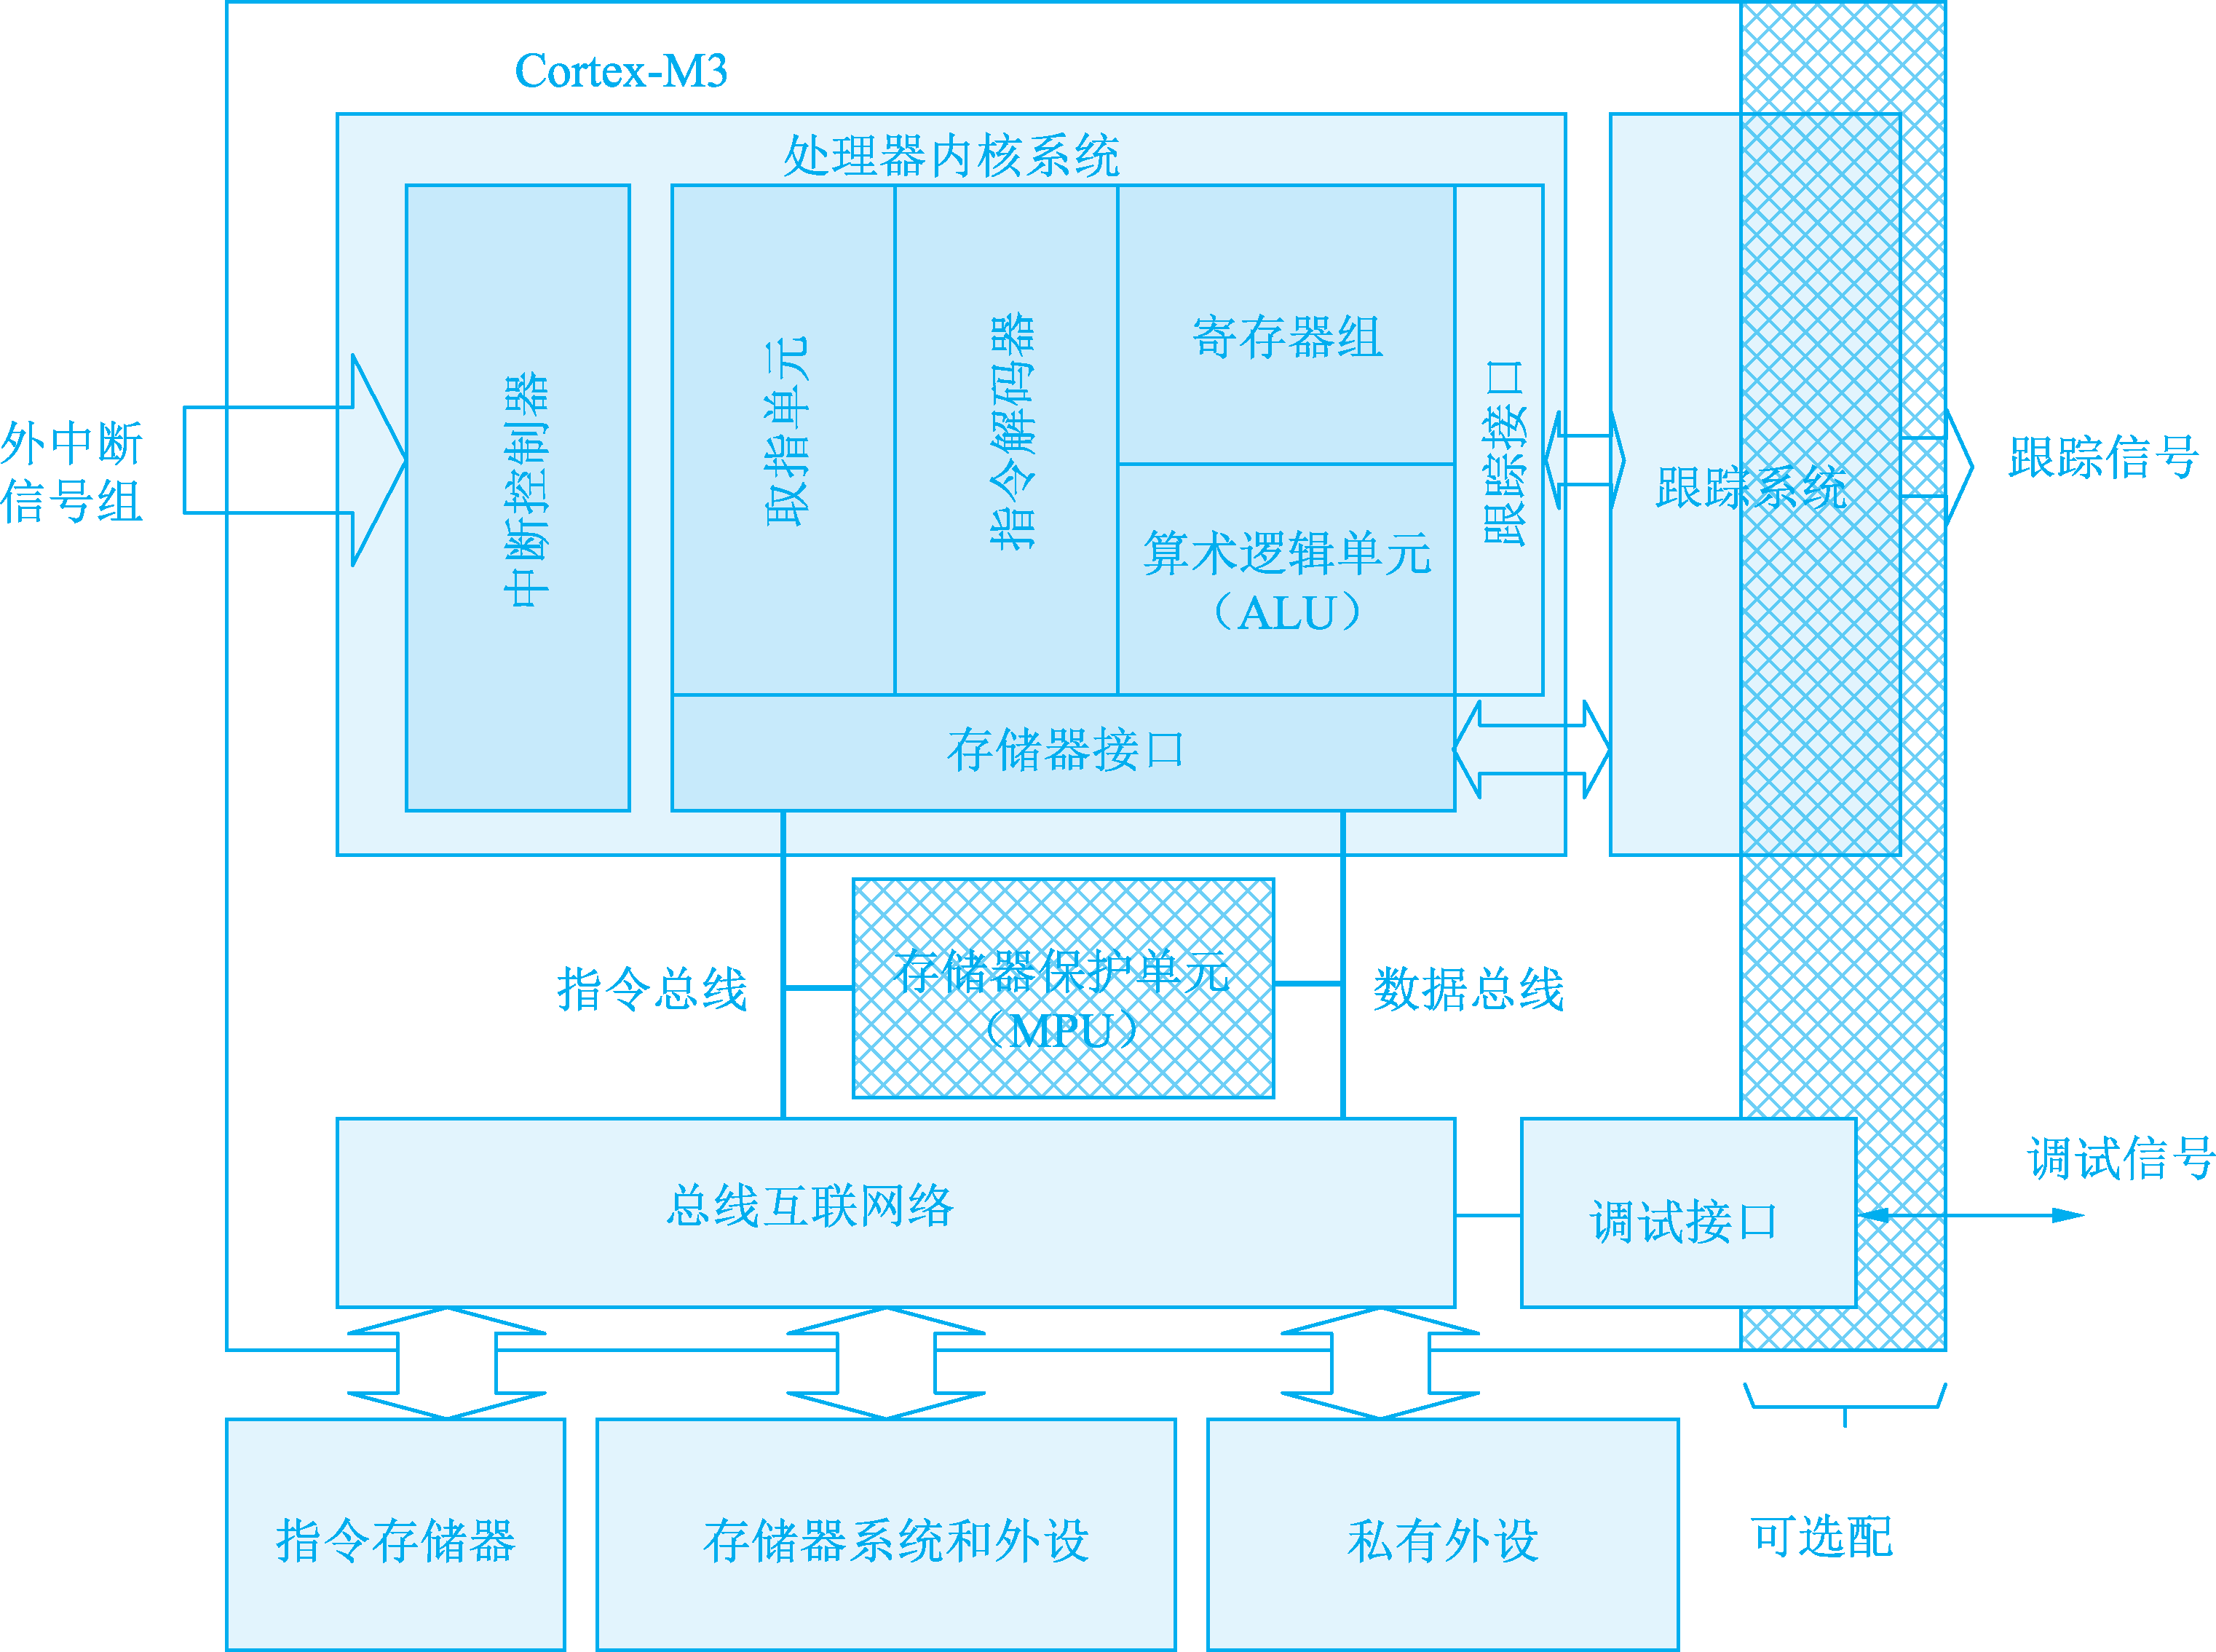 Cortex-M3
处理器内核系统
外中断
信号组
中断控制器
取指单元
指令解码器
寄存器组
算术逻辑单元
（ALU）
跟踪接口
跟踪系统
跟踪信号
存储器接口
指令总线
存储器保护单元
（MPU）
数据总线
总线互联网络
调试接口
调试信号
指令存储器
存储器系统和外设
私有外设
可选配